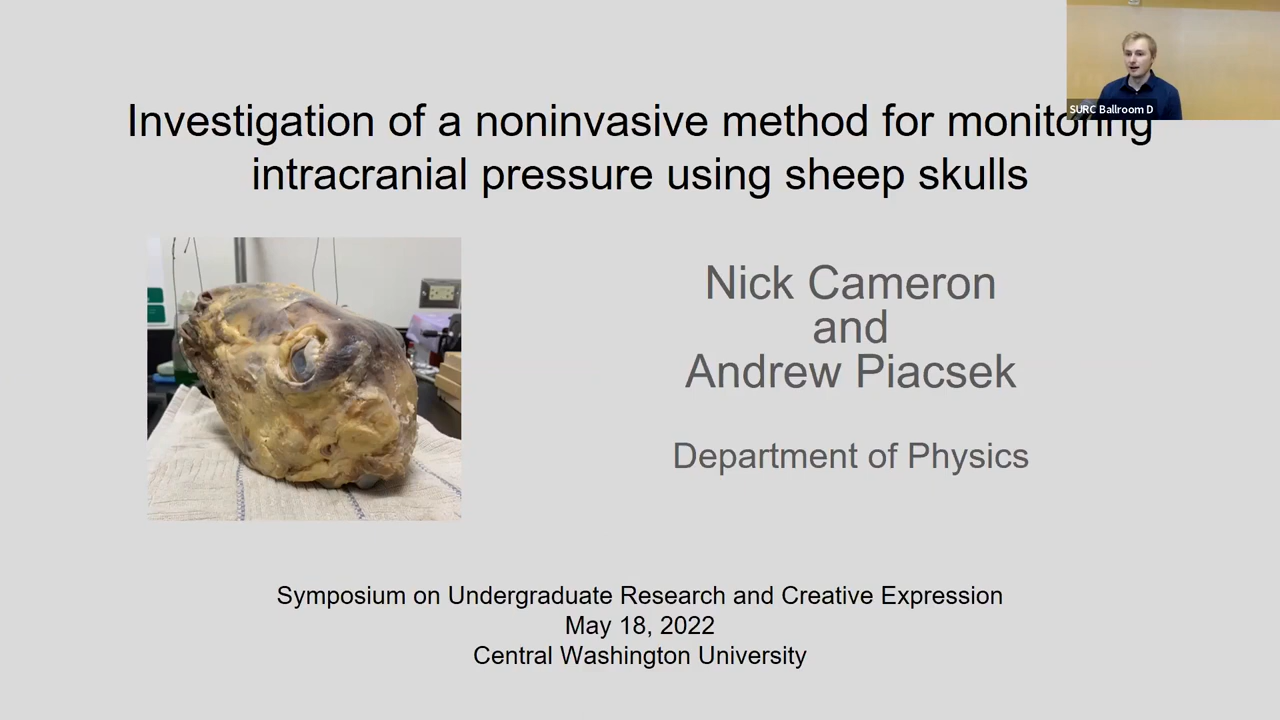 SURC Ballroom D
Investigation of a noninvasive method for monitoring
intracranial pressure using sheep skulls
Nick Cameron
and
Andrew Piacsek
Department of Physics
Symposium on Undergraduate Research and Creative Expression
May 18, 2022
Central Washington University